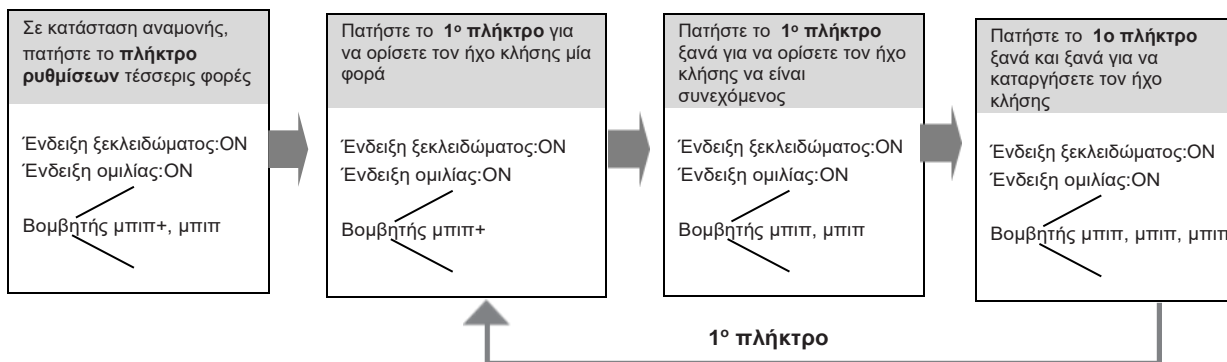 Σε κατάσταση αναμονής,
πατήστε το πλήκτρο
ρυθμίσεων τέσσερις φορές
Ένδειξη ξεκλειδώματος:ON
Ένδειξη ομιλίας:ON
Βομβητής μπιπ+, μπιπ
Πατήστε το 1º πλήκτρο για
να ορίσετε τον ήχο κλήσης μία
φορά
Ένδειξη ξεκλειδώματος:ON
Ένδειξη ομιλίας:ON
Βομβητής μπιπ+
Πατήστε το 1º πλήκτρο
ξανά για να ορίσετε τον ήχο
κλήσης να είναι
συνεχόμενος
Ένδειξη ξεκλειδώματος:ON
Ένδειξη ομιλίας:ON
Βομβητής μπιπ, μπιπ
Πατήστε το 1ο πλήκτρο
ξανά και ξανά για να
καταργήσετε τον ήχο
κλήσης
Ένδειξη ξεκλειδώματος:ON
Ένδειξη ομιλίας:ON
Βομβητής μπιπ, μπιπ, μπιπ
1º πλήκτρο